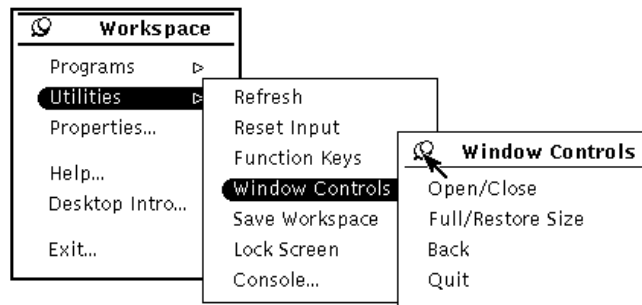 Workspace
Programs
Utilities
Properties...
Help...
Desktop Intro...
Exit...
Refresh
Reset Input
Function Keys
Window Controls
Save Workspace
Lock Screen
Console...
Window Controls
Open/Close
Full/Restore Size
Back
Quit